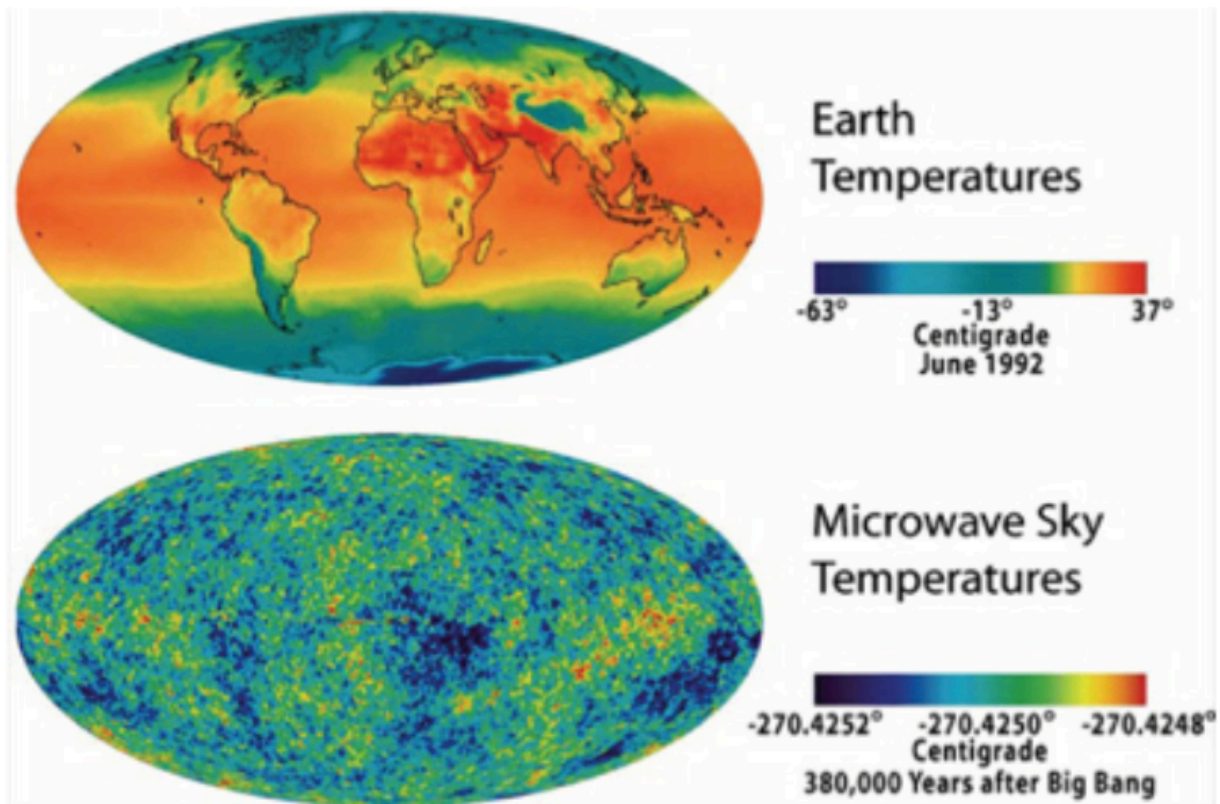 Earth
Temperatures
-63° -13° 37°
Centigrade
June 1992
Microwave Sky
Temperatures
-270.4252° -270.4250° -270.4248°
Centigrade
380,000 Years after Big Bang